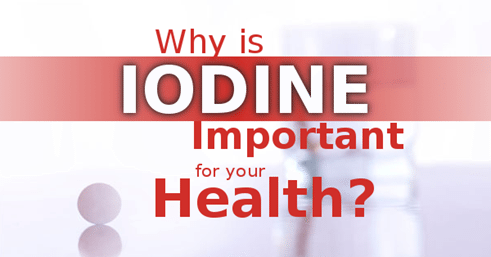 Why is
IODINE
Important
for your
Health?